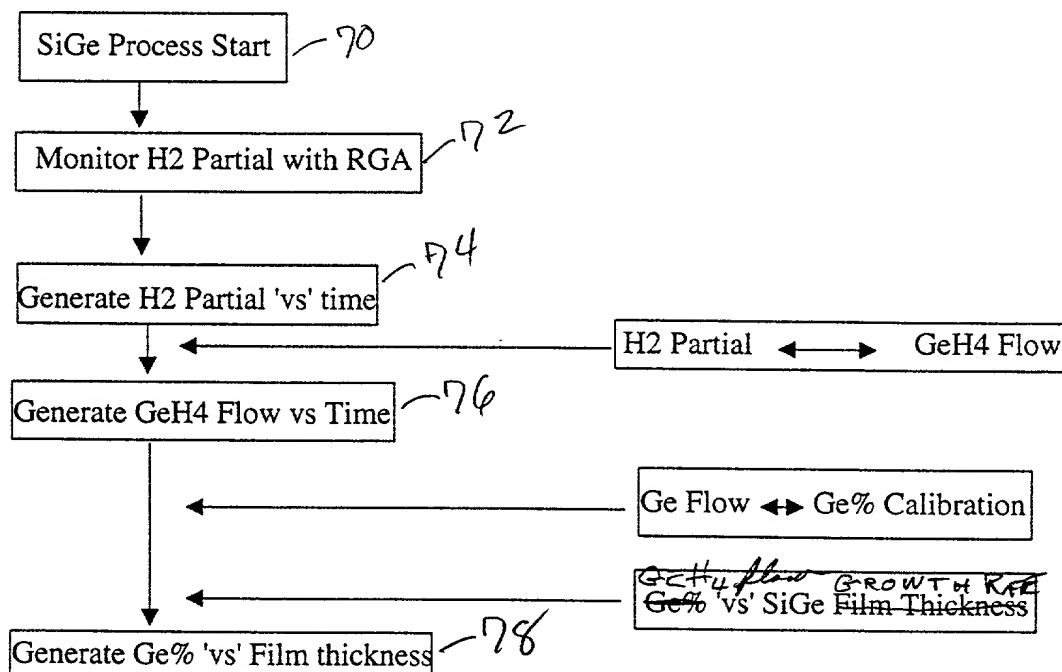 SiGe Process Start
70
Monitor H2 Partial with RGA
72
Generate H2 Partial 'vs' time
74
H2 Partial GeH4 Flow
Generate GeH4 Flow vs Time
76
Ge Flow Ge% Calibration
GeH4 flow GROWTH RATE
Ge% 'vs' SiGe Film Thickness
Generate Ge% 'vs' Film thickness
78